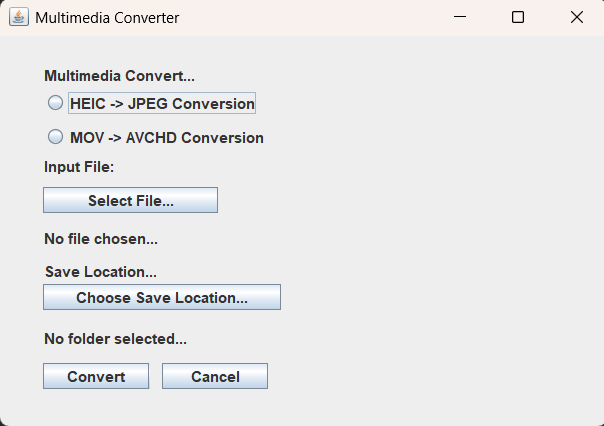 Multimedia Converter
Multimedia Convert...
HEIC -> JPEG Conversion
MOV -> AVCHD Conversion
Input File:
Select File...
No file chosen...
Save Location...
Choose Save Location...
No folder selected...
Convert Cancel